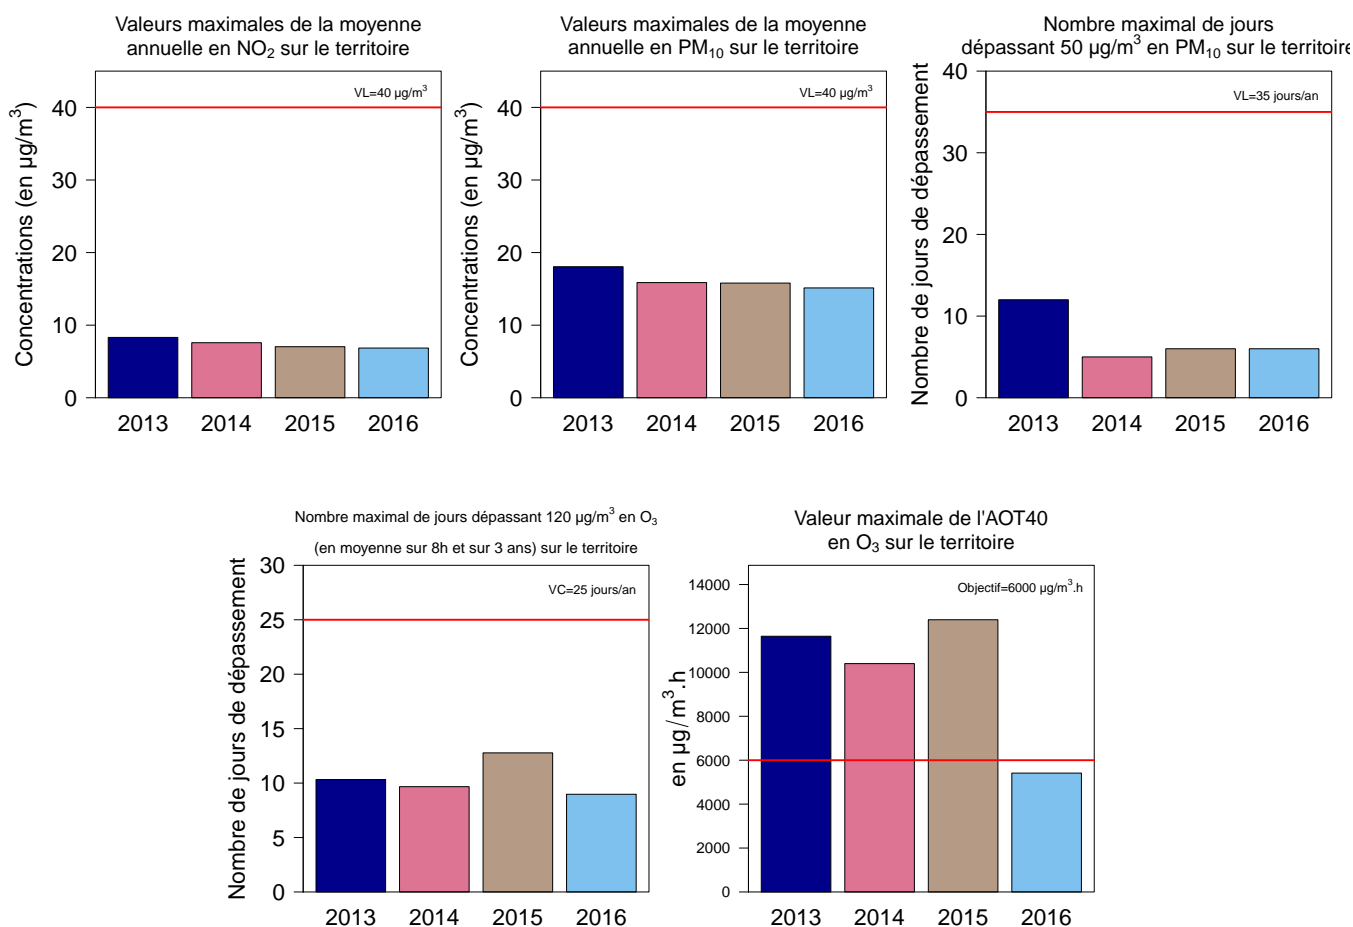 Valeurs maximales de la moyenne
annuelle en NO₂ sur le territoire
VL=40 µg/m³
Concentrations (en µg/m³)
40
30
20
10
0
2013 2014 2015 2016
Valeurs maximales de la moyenne
annuelle en PM₁₀ sur le territoire
VL=40 µg/m³
Concentrations (en µg/m³)
40
30
20
10
0
2013 2014 2015 2016
Nombre maximal de jours
dépassant 50 µg/m³ en PM₁₀ sur le territoire
VL=35 jours/an
Nombre de jours de dépassement
40
30
20
10
0
2013 2014 2015 2016
Nombre maximal de jours dépassant 120 µg/m³ en O₃
(en moyenne sur 8h et sur 3 ans) sur le territoire
VC=25 jours/an
Nombre de jours de dépassement
30
25
20
15
10
5
0
2013 2014 2015 2016
Valeur maximale de l'AOT40
en O₃ sur le territoire
Objectif=6000 µg/m³.h
en µg/m³.h
14000
12000
10000
8000
6000
4000
2000
0
2013 2014 2015 2016